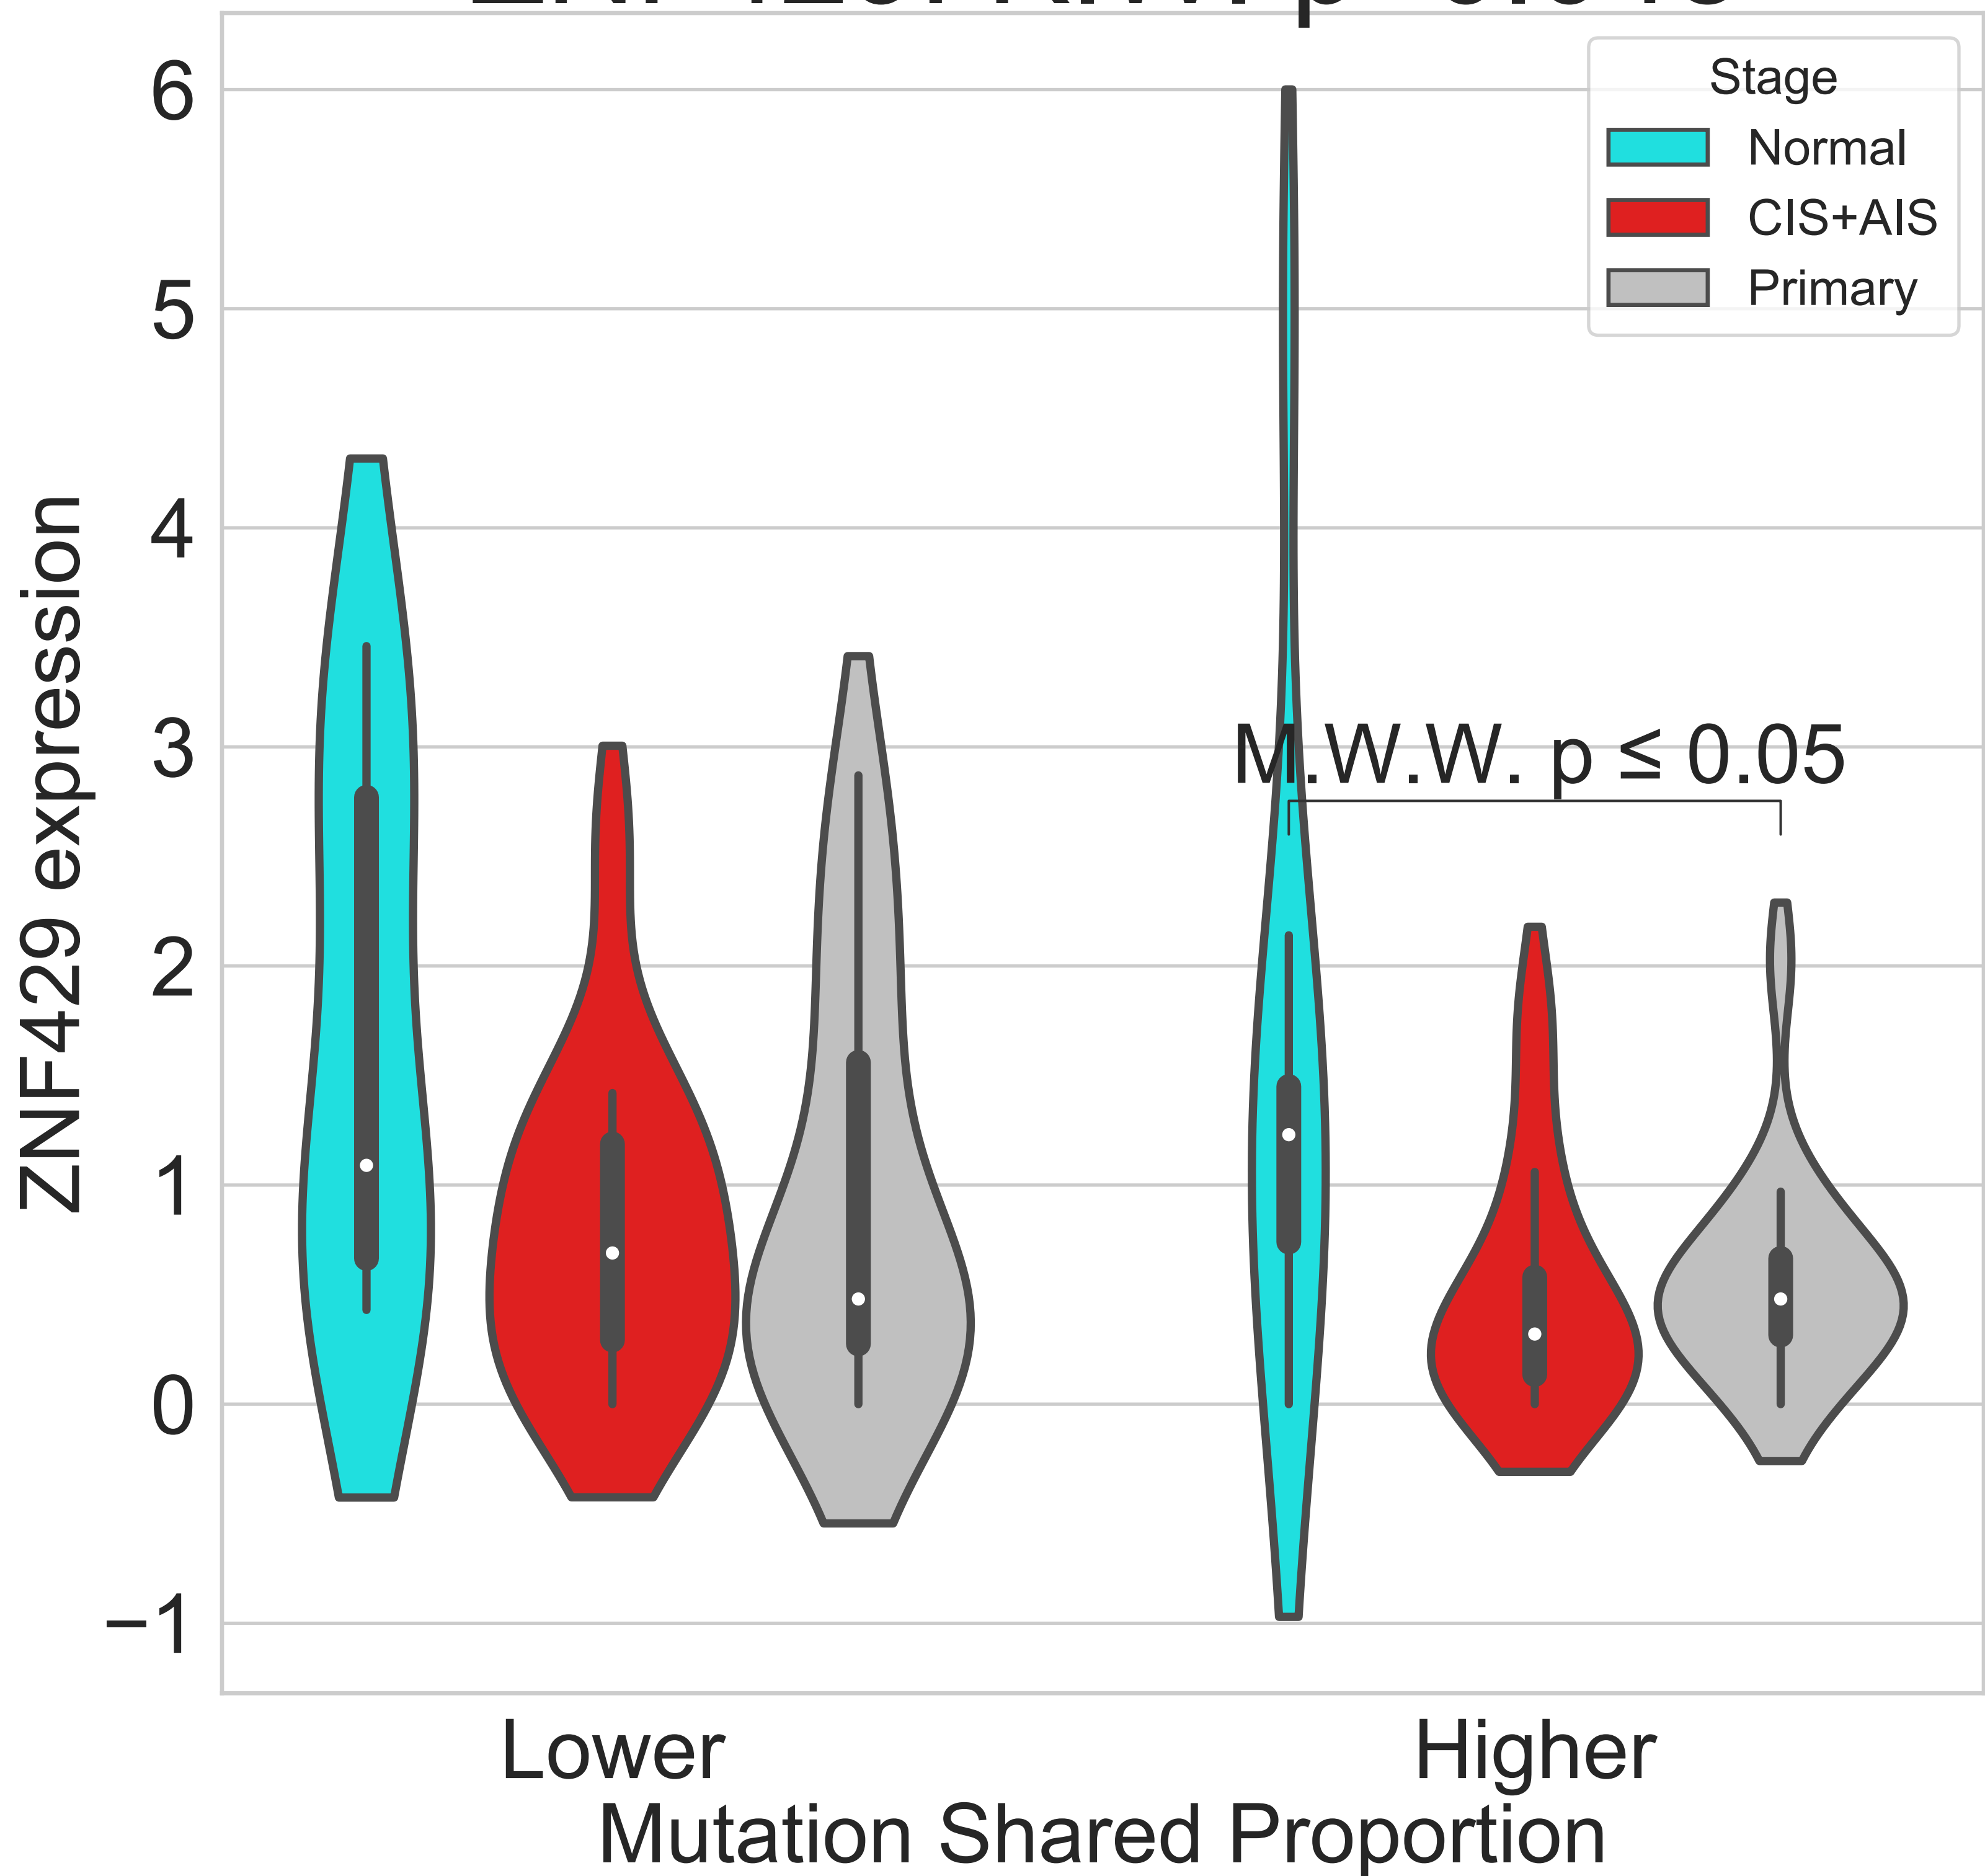 6
5
4
3
2
1
0
−1
ZNF429 expression
Stage
Normal
CIS+AIS
Primary
M.W.W. p ≤ 0.05
Lower
Higher
Mutation Shared Proportion